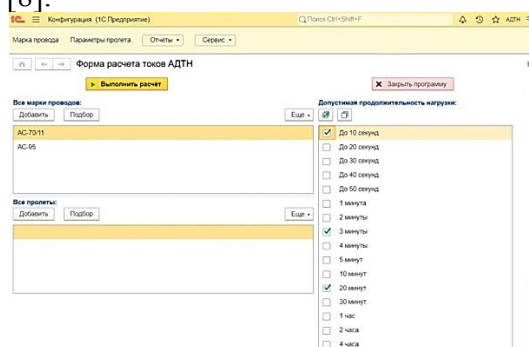 [6].
1С Конфигурация (1С:Предприятие) Поиск Ctrl+Shift+F АДТН
Марка провода Параметры пролета Отчеты Сервис
Форма расчета токов АДТН
Выполнить расчёт Закрыть программу
Все марки проводов:
Добавить Подбор Еще
АС-70/11
АС-95
Все пролеты:
Добавить Подбор Еще
Допустимая продолжительность нагрузки:
До 10 секунд
До 20 секунд
До 30 секунд
До 40 секунд
До 50 секунд
1 минута
2 минуты
3 минуты
4 минуты
5 минут
10 минут
20 минут
30 минут
1 час
2 часа
4 часа